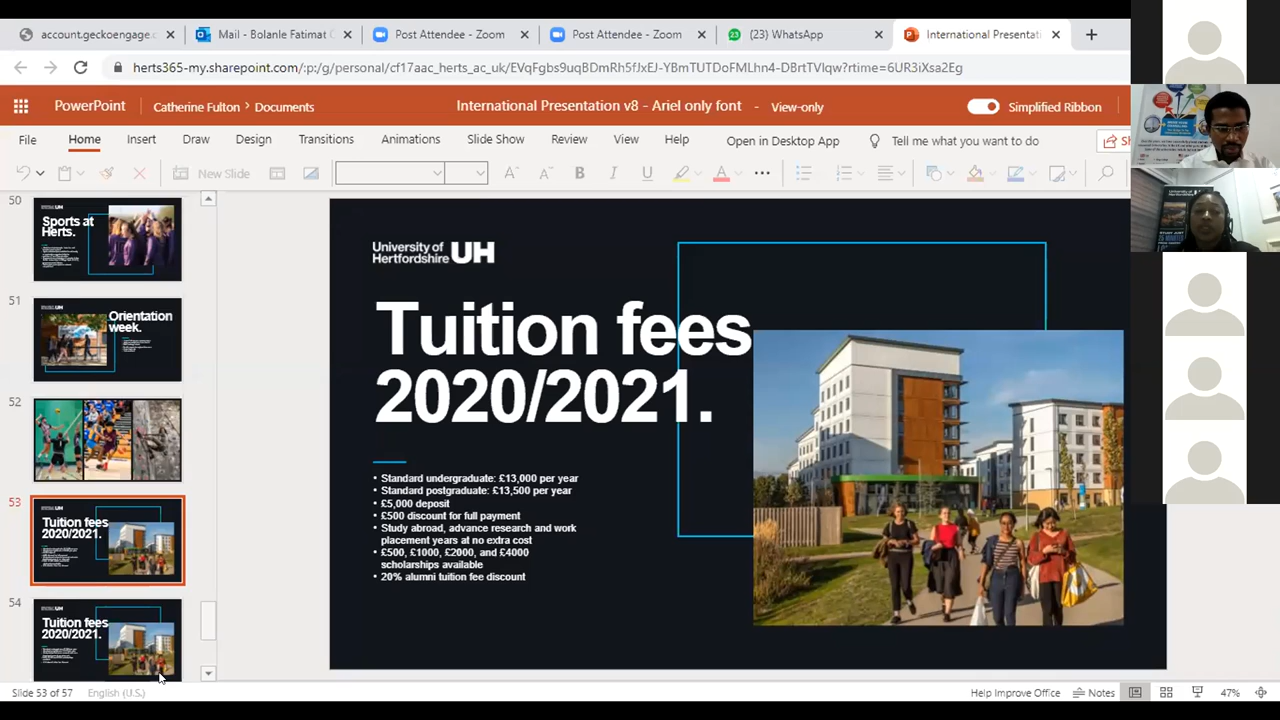 account.geckoengage.c
Mail - Bolanle Fatimat
Post Attendee - Zoom
Post Attendee - Zoom
(23) WhatsApp
International Presentati
herts365-my.sharepoint.com/:p:/g/personal/cf17aac_herts_ac_uk/EVqFgbs9uqBDmRh5fJxEJ-YBmTUTDoFMLhn4-DBrtTVlqw?rtime=6UR3iXsa2Eg
PowerPoint
Catherine Fulton > Documents
International Presentation v8 - Ariel only font - View-only
Simplified Ribbon
File
Home
Insert
Draw
Design
Transitions
Animations
View
Help
Open in Desktop App
me what you want to do
Sh
New Slide
50
Sports at
Herts.
51
Orientation
week.
52
53
Tuition fees
2020/2021.
54
Tuition fees
2020/2021.
University of
Hertfordshire UH
Tuition fees
2020/2021.
• Standard undergraduate: £13,000 per year
• Standard postgraduate: £13,500 per year
• £5,000 deposit
• £500 discount for full payment
• Study abroad, advance research and work
placement years at no extra cost
• £500, £1000, £2000, and £4000
scholarships available
• 20% alumni tuition fee discount
Slide 53 of 57
English (U.S.)
Help Improve Office
Notes
47%